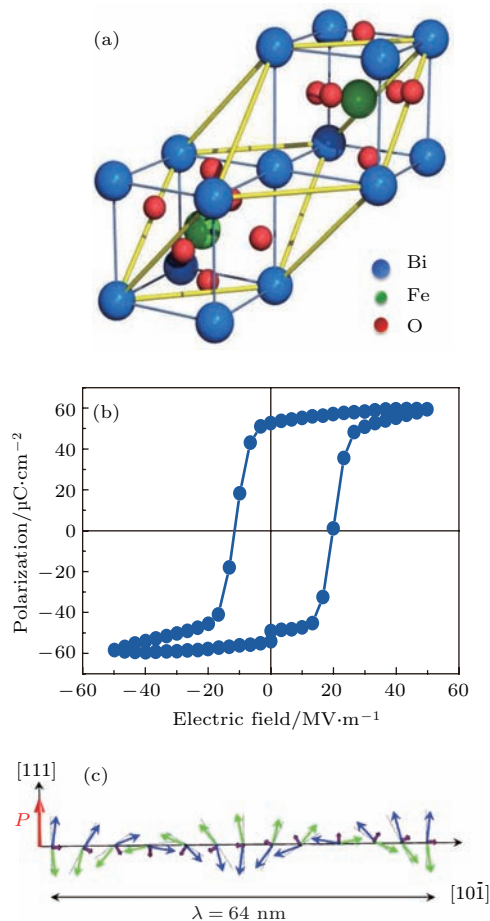 (a)
Bi
Fe
O
(b)
Polarization/μC·cm⁻²
60
40
20
0
−20
−40
−60
−60 −40 −20 0 20 40 60
Electric field/MV·m⁻¹
(c)
[111]
P
[101̄]
λ = 64 nm